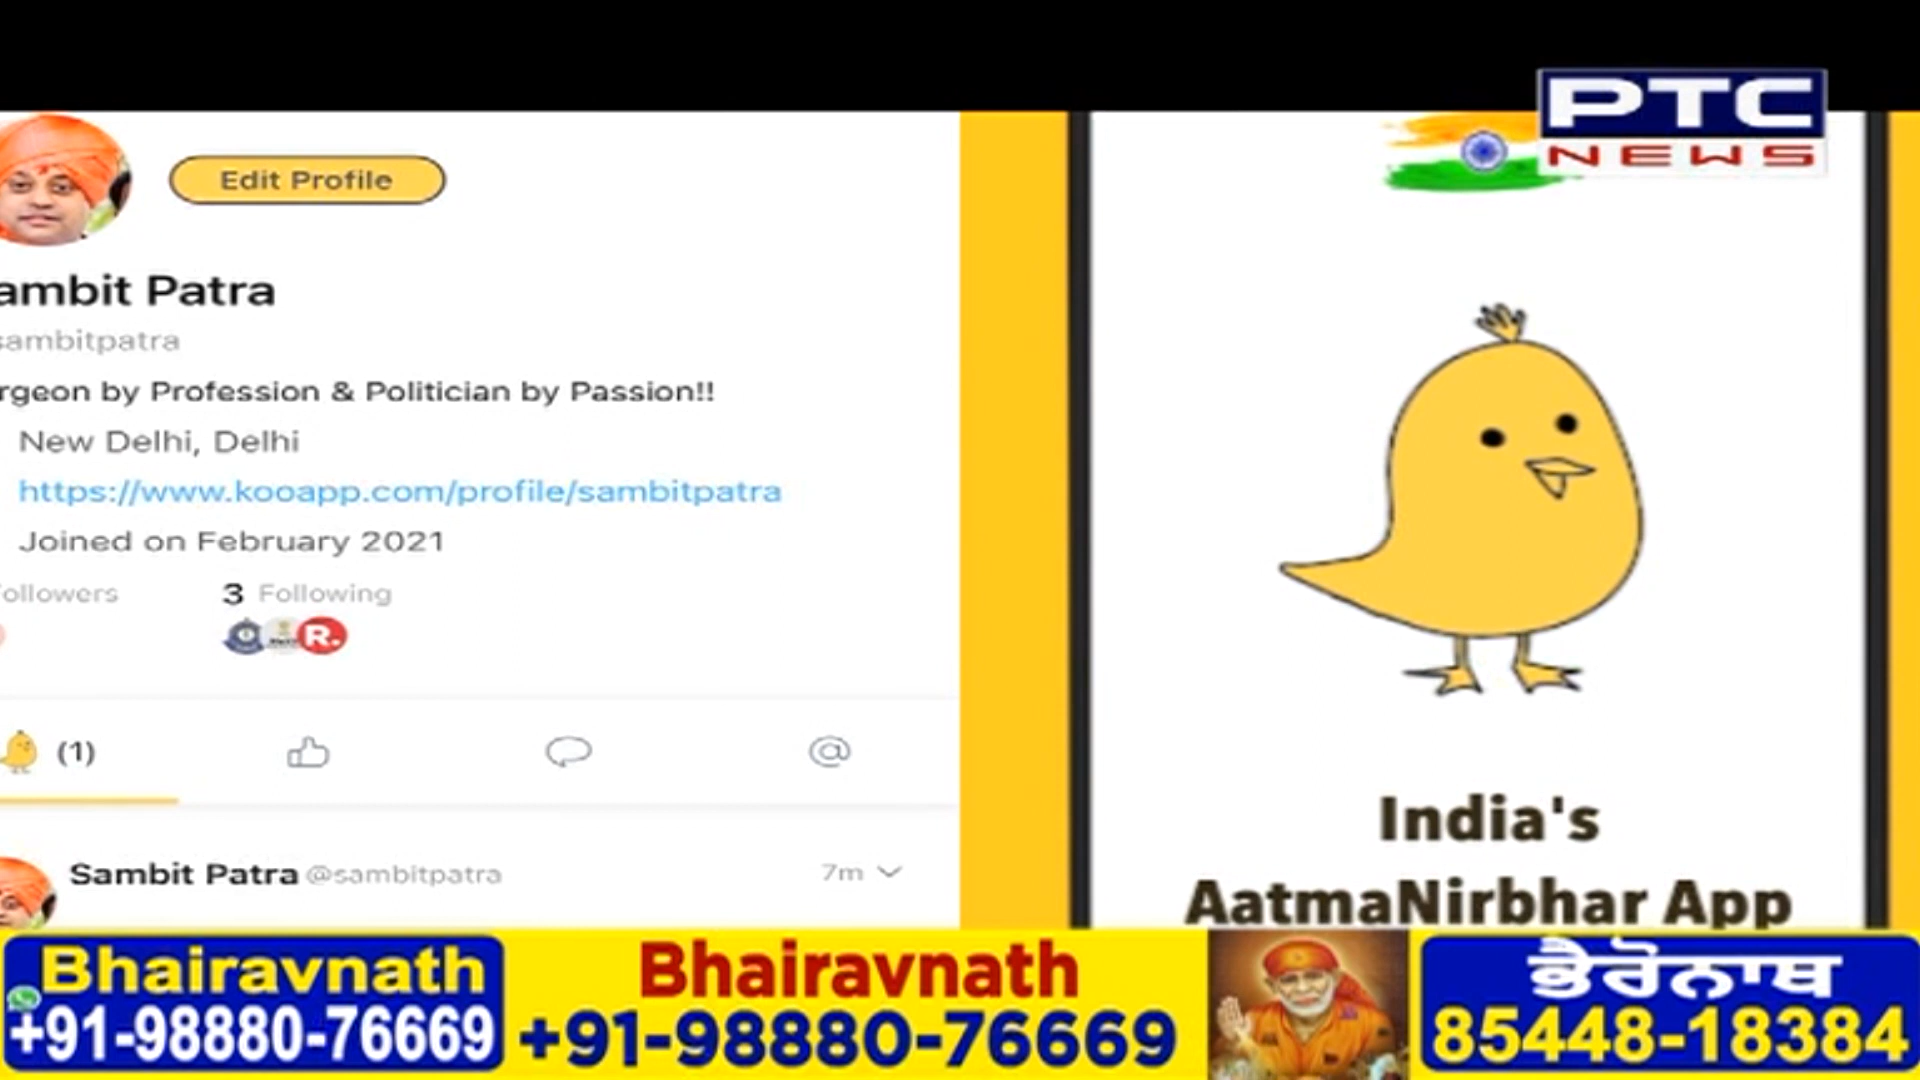 PTC
NEWS
Edit Profile
ambit Patra
sambitpatra
rgeon by Profession & Politician by Passion!!
New Delhi, Delhi
https://www.kooapp.com/profile/sambitpatra
Joined on February 2021
ollowers 3 Following
R.
(1)
Sambit Patra @sambitpatra 7m
India's
AatmaNirbhar App
Bhairavnath
+91-98880-76669
Bhairavnath
+91-98880-76669
ਭੈਰੋਨਾਥ
85448-18384